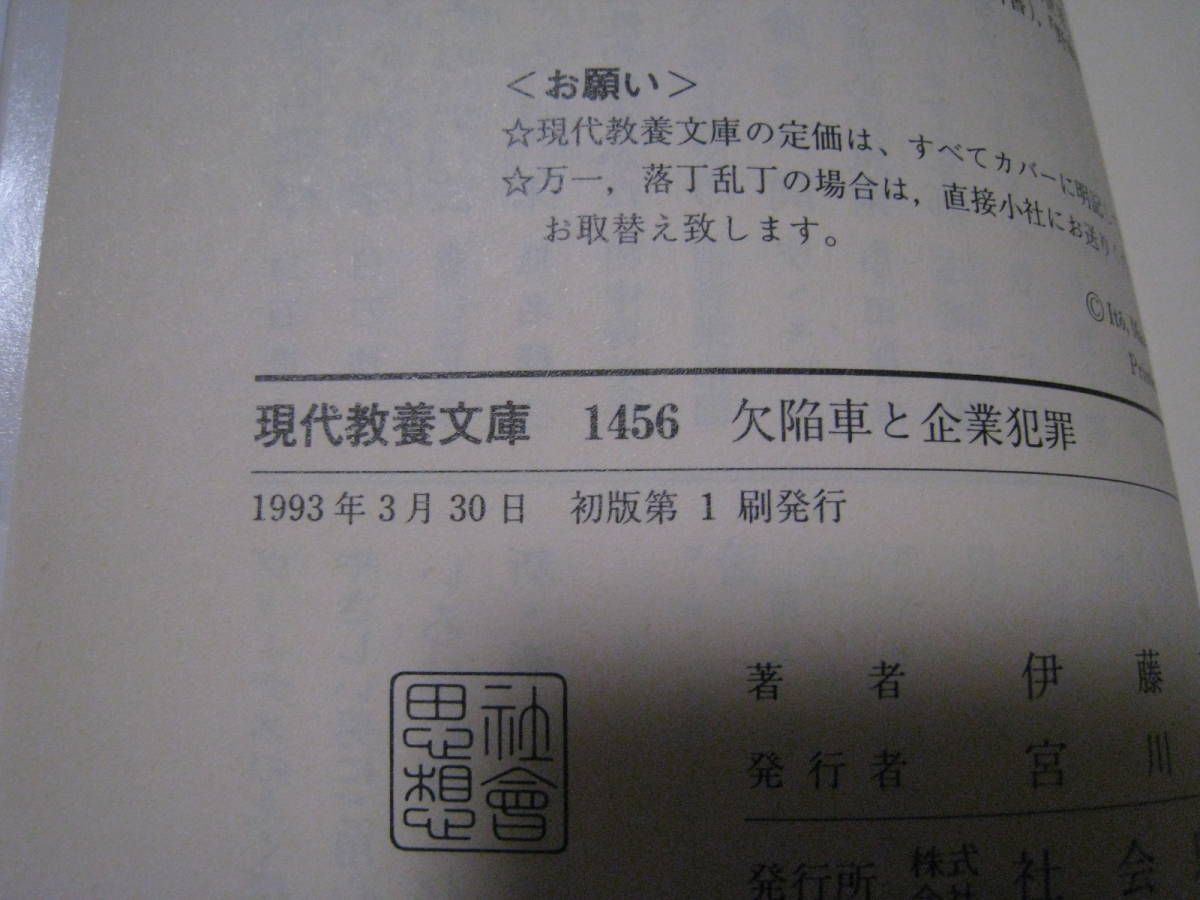 <お願い>
☆現代教養文庫の定価は、すべてカバーに明記
☆万一，落丁乱丁の場合は，直接小社にお送り
お取替え致します。
© Itō,
現代教養文庫 1456 欠陥車と企業犯罪
1993年3月30日 初版第1刷発行
社會思想
著者 伊藤
発行者 宮川
発行所 株式会社 社会